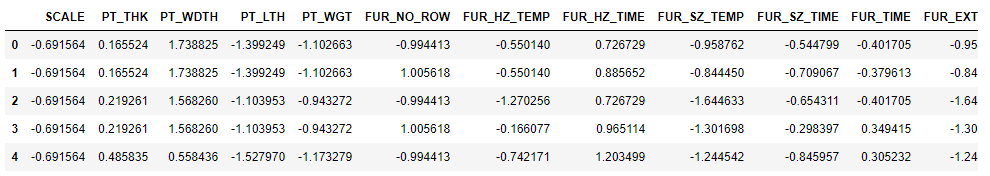 SCALE PT_THK PT_WDTH PT_LTH PT_WGT FUR_NO_ROW FUR_HZ_TEMP FUR_HZ_TIME FUR_SZ_TEMP FUR_SZ_TIME FUR_TIME FUR_EXT
0 -0.691564 0.165524 1.738825 -1.399249 -1.102663 -0.994413 -0.550140 0.726729 -0.958762 -0.544799 -0.401705 -0.95
1 -0.691564 0.165524 1.738825 -1.399249 -1.102663 1.005618 -0.550140 0.885652 -0.844450 -0.709067 -0.379613 -0.84
2 -0.691564 0.219261 1.568260 -1.103953 -0.943272 -0.994413 -1.270256 0.726729 -1.644633 -0.654311 -0.401705 -1.64
3 -0.691564 0.219261 1.568260 -1.103953 -0.943272 1.005618 -0.166077 0.965114 -1.301698 -0.298397 0.349415 -1.30
4 -0.691564 0.485835 0.558436 -1.527970 -1.173279 -0.994413 -0.742171 1.203499 -1.244542 -0.845957 0.305232 -1.24